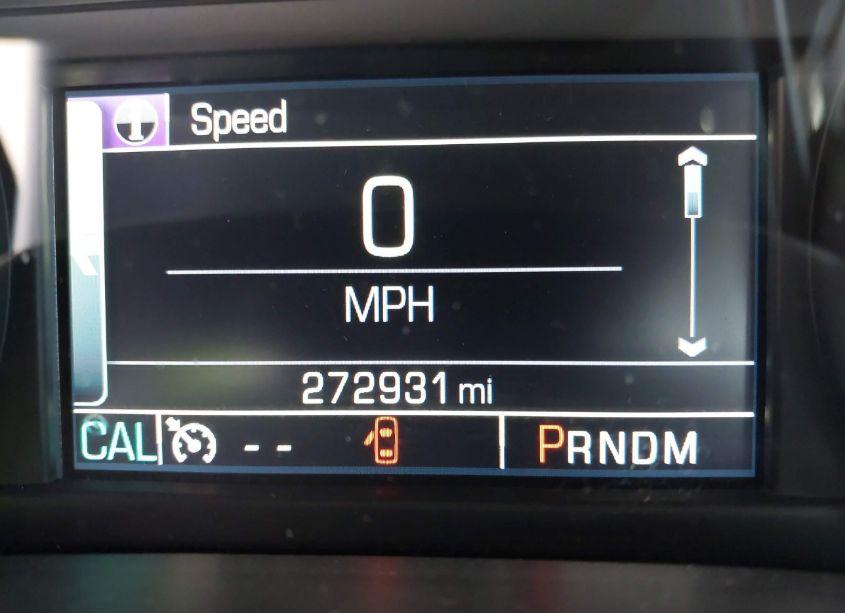 Speed
0
MPH
272931 mi
CAL -- PRNDM